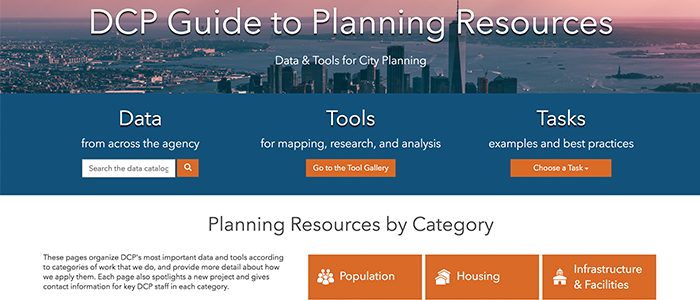 DCP Guide to Planning Resources
Data & Tools for City Planning
Data
from across the agency
Search the data catalog
Tools
for mapping, research, and analysis
Go to the Tool Gallery
Tasks
examples and best practices
Choose a Task
Planning Resources by Category
These pages organize DCP's most important data and tools according
to categories of work that we do, and provide more detail about how
we apply them. Each page also spotlights a new project and gives
contact information for key DCP staff in each category.
Population
Housing
Infrastructure
& Facilities